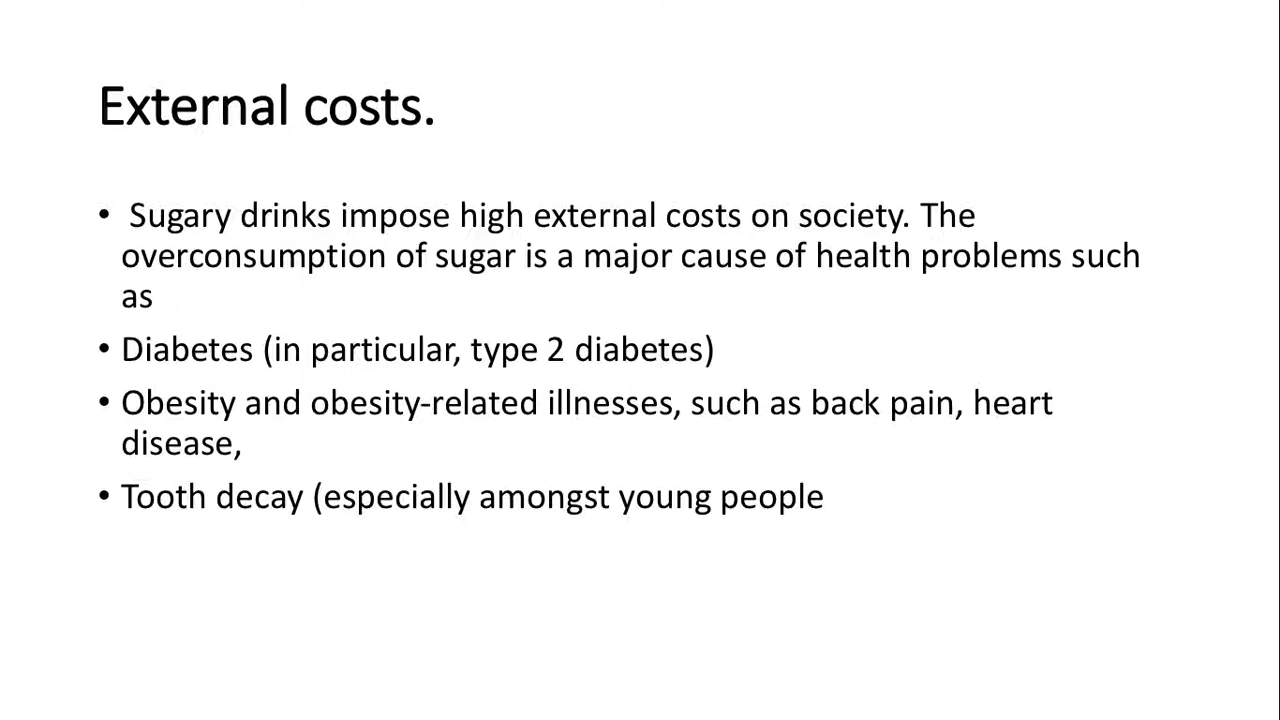 External costs.
• Sugary drinks impose high external costs on society. The
overconsumption of sugar is a major cause of health problems such
as
• Diabetes (in particular, type 2 diabetes)
• Obesity and obesity-related illnesses, such as back pain, heart
disease,
• Tooth decay (especially amongst young people